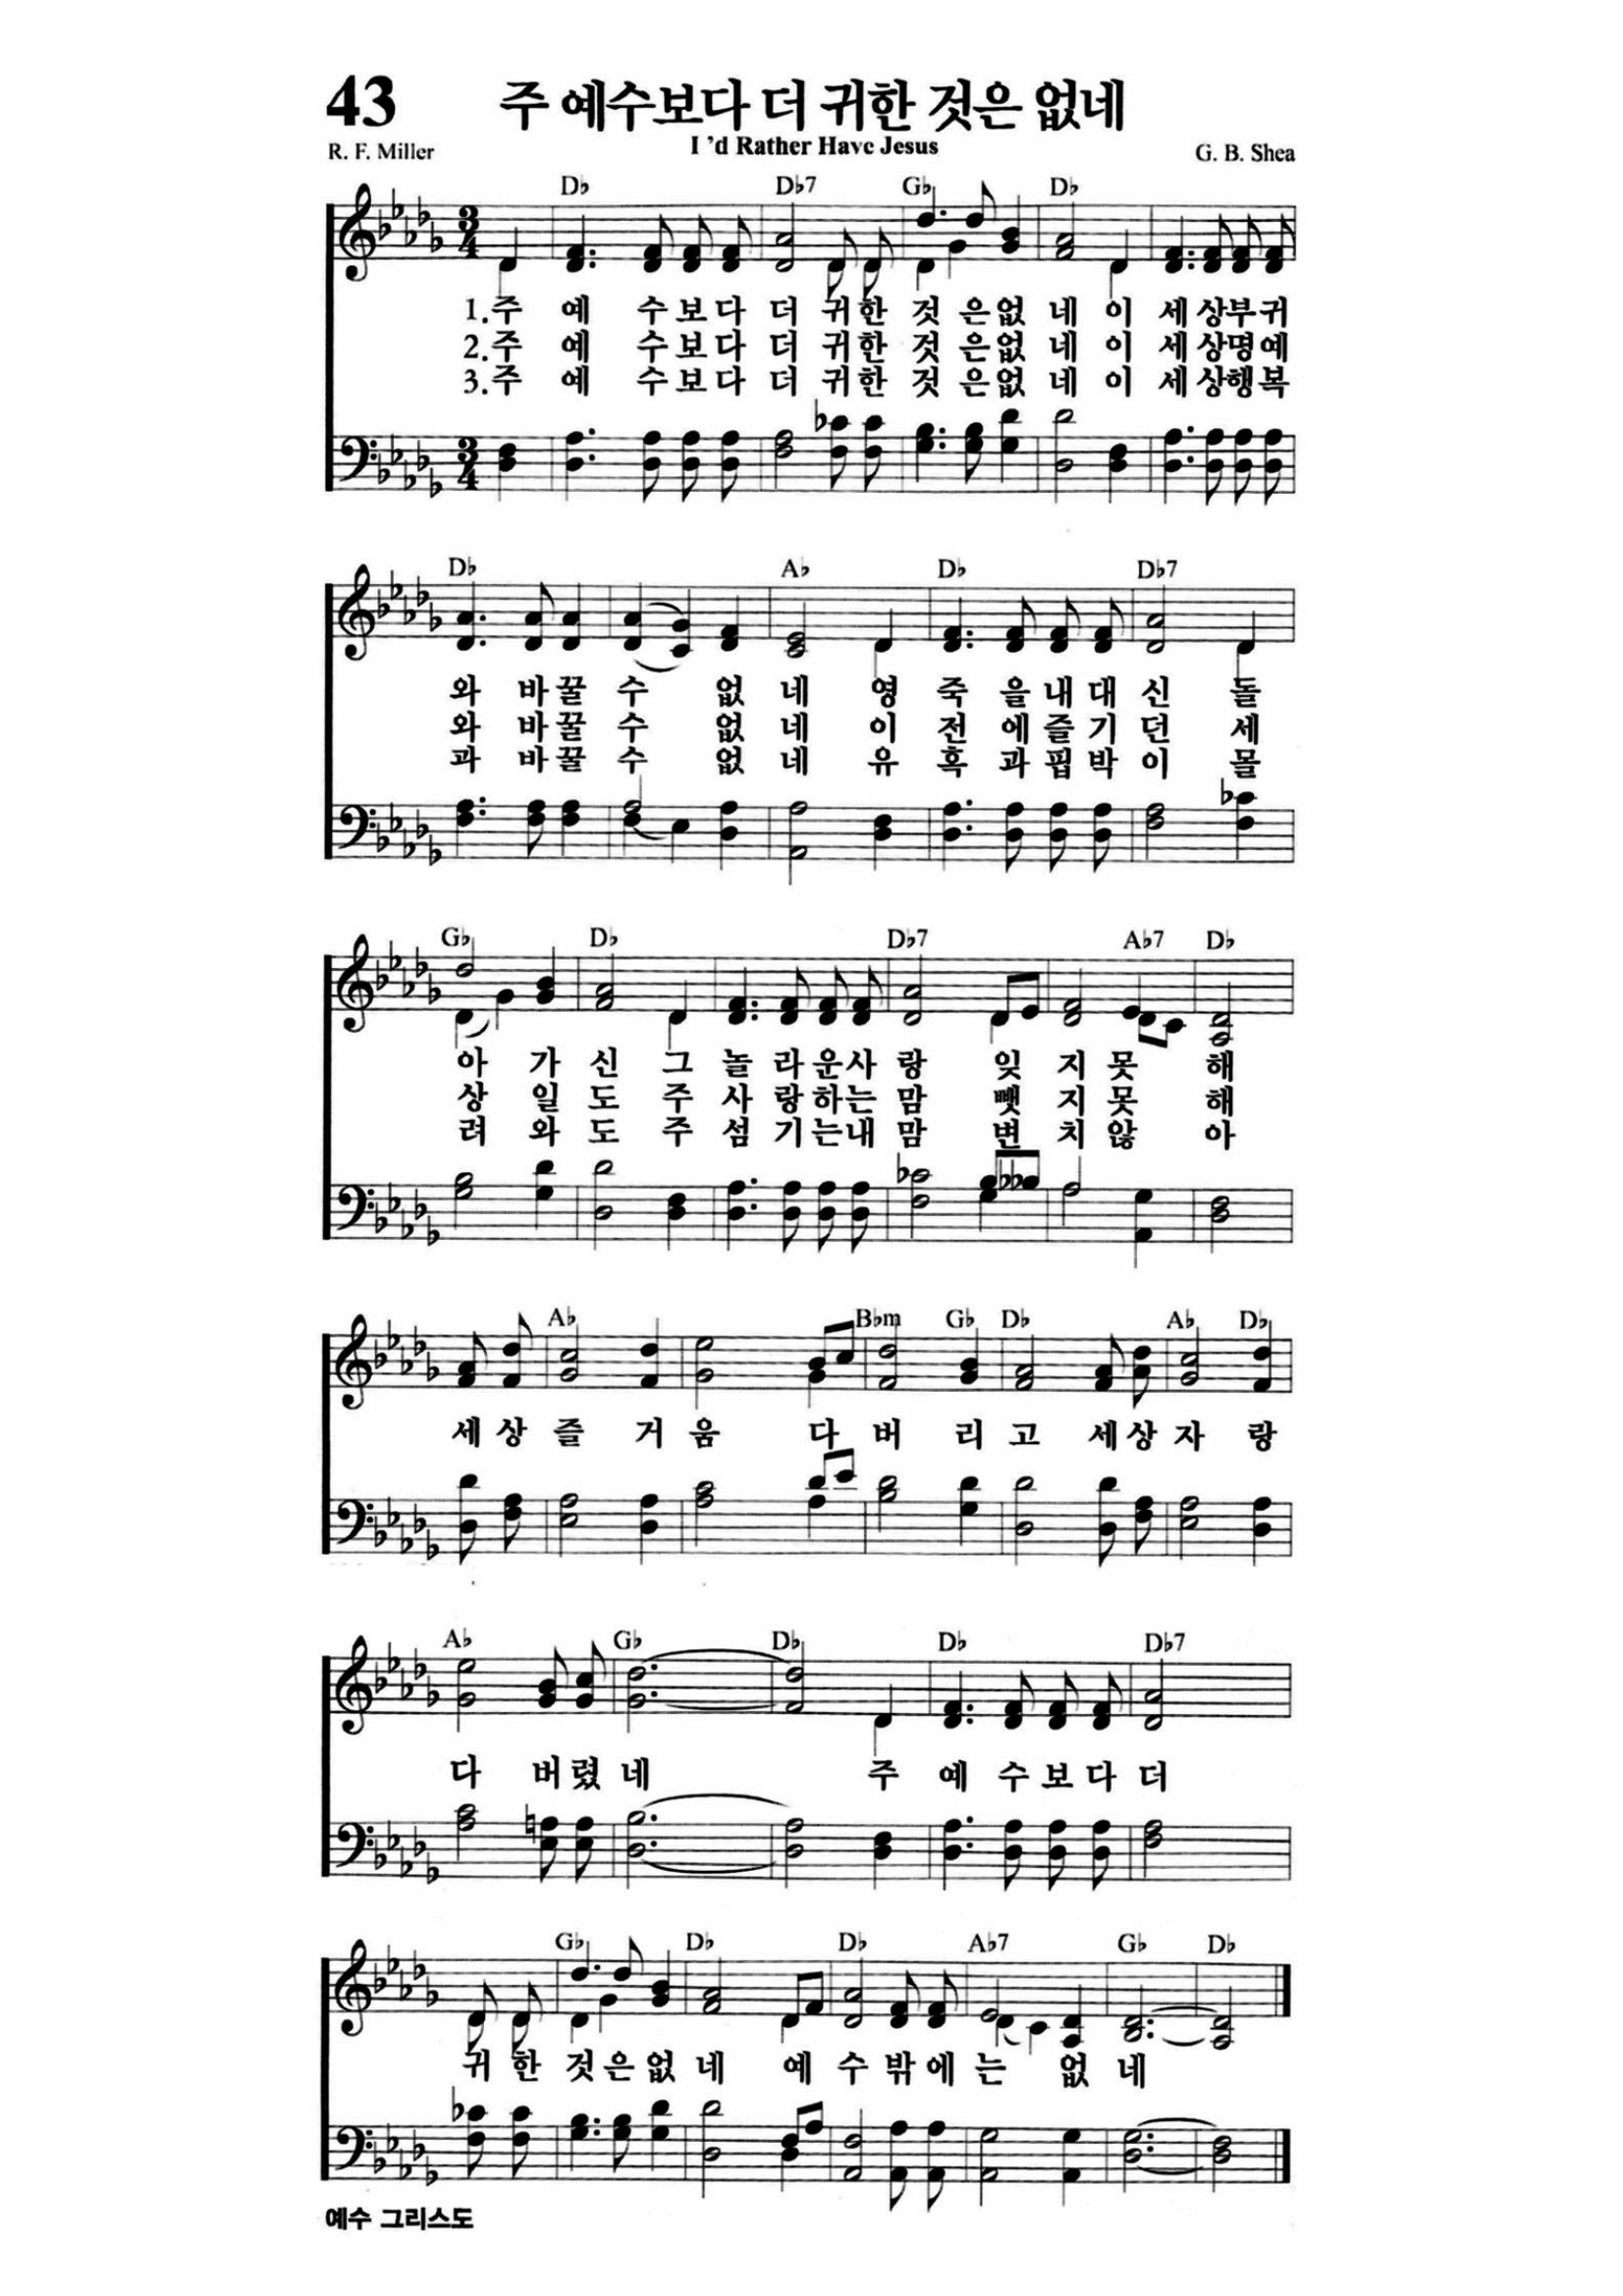 43 주 예수보다 더 귀한 것은 없네
I 'd Rather Have Jesus
R. F. Miller G. B. Shea
D♭ D♭7 G♭ D♭
1.주 예 수 보 다 더 귀 한 것 은 없 네 이 세 상 부 귀
2.주 예 수 보 다 더 귀 한 것 은 없 네 이 세 상 명 예
3.주 예 수 보 다 더 귀 한 것 은 없 네 이 세 상 행 복
D♭ A♭ D♭ D♭7
와 바 꿀 수 없 네 영 죽 을 내 대 신 돌
와 바 꿀 수 없 네 이 전 에 즐 기 던 세
과 바 꿀 수 없 네 유 혹 과 핍 박 이 몰
G♭ D♭ D♭7 A♭7 D♭
아 가 신 그 놀 라 운 사 랑 잊 지 못 해
상 일 도 주 사 랑 하 는 맘 뺏 지 못 해
려 와 도 주 섬 기 는 내 맘 변 치 않 아
A♭ B♭m G♭ D♭ A♭ D♭
세 상 즐 거 움 다 버 리 고 세 상 자 랑
A♭ G♭ D♭ D♭ D♭7
다 버 렸 네 주 예 수 보 다 더
G♭ D♭ D♭ A♭7 G♭ D♭
귀 한 것 은 없 네 예 수 밖 에 는 없 네
예수 그리스도